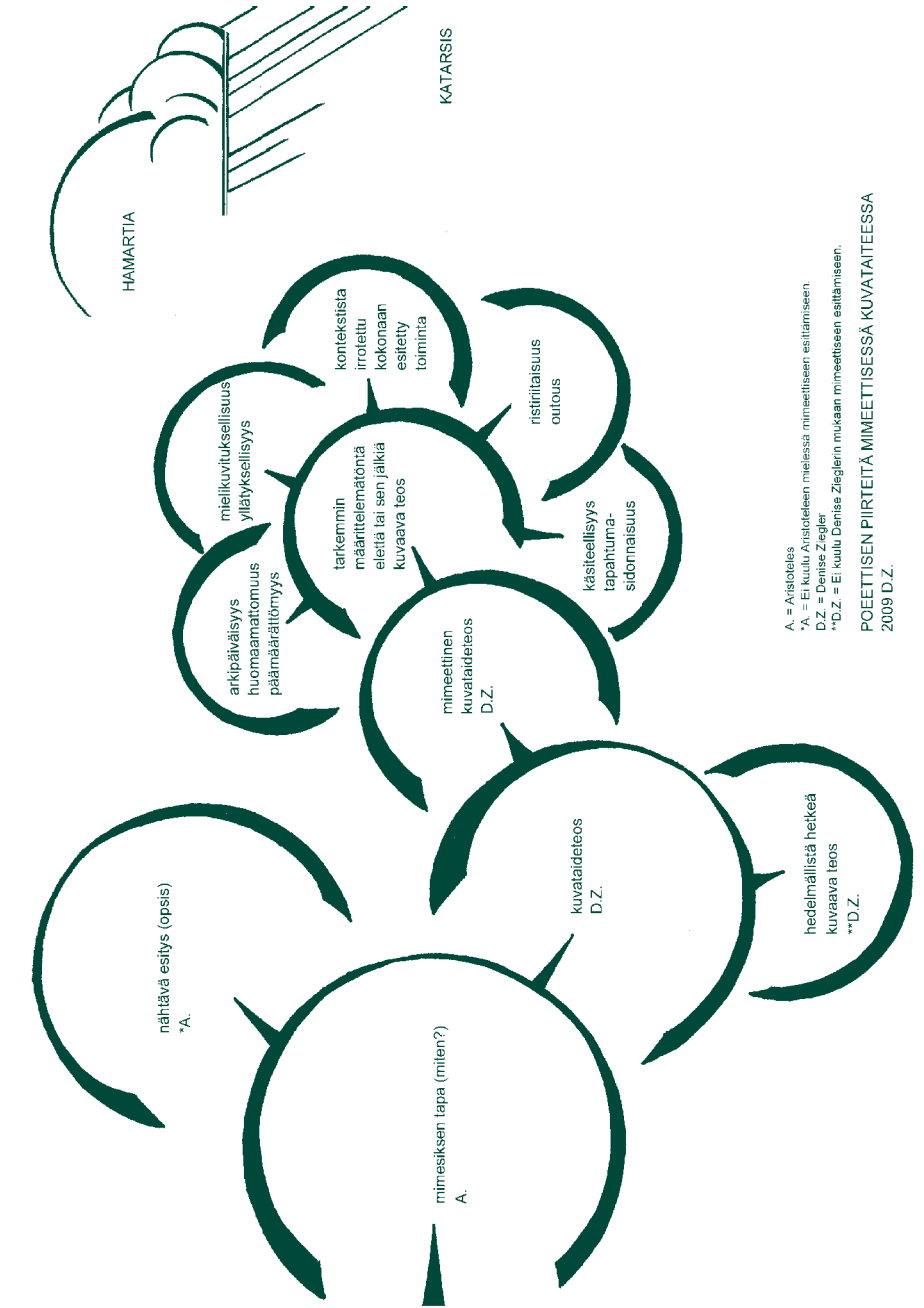 HAMARTIA
KATARSIS
nähtävä esitys (opsis)
*A.
arkipäiväisyys
huomaamattomuus
päämäärättömyys
mielikuvituksellisuus
yllätyksellisyys
kontekstista
irrotettu
kokonaan
esitetty
toiminta
tarkemmin
määrittelemätöntä
elettä tai sen jälkiä
kuvaava teos
mimesiksen tapa (miten?)
A.
mimeettinen
kuvataideteos
D.Z.
ristiriitaisuus
outous
kuvataideteos
D.Z.
käsiteellisyys
tapahtuma-
sidonnaisuus
hedelmällistä hetkeä
kuvaava teos
**D.Z.
A. = Aristoteles
*A. = Ei kuulu Aristoteleen mielessä mimeettiseen esittämiseen.
D.Z. = Denise Ziegler
**D.Z. = Ei kuulu Denise Zieglerin mukaan mimeettiseen esittämiseen.
POEETTISEN PIIRTEITÄ MIMEETTISESSÄ KUVATAITEESSA
2009 D.Z.